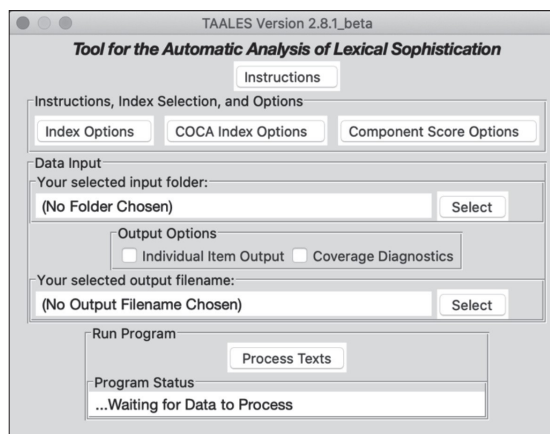 TAALES Version 2.8.1_beta
Tool for the Automatic Analysis of Lexical Sophistication
Instructions
Instructions, Index Selection, and Options
Index Options COCA Index Options Component Score Options
Data Input
Your selected input folder:
(No Folder Chosen) Select
Output Options
Individual Item Output Coverage Diagnostics
Your selected output filename:
(No Output Filename Chosen) Select
Run Program
Process Texts
Program Status
...Waiting for Data to Process